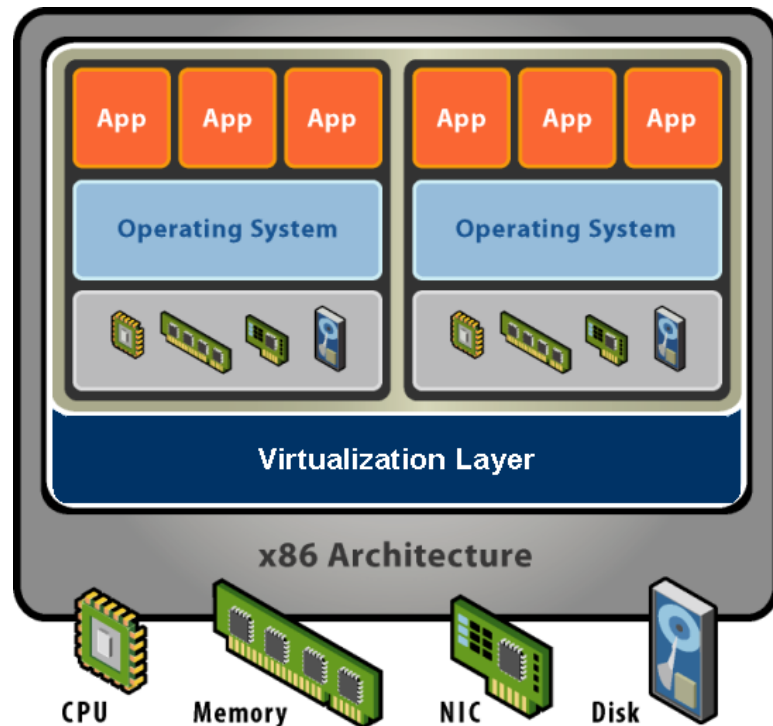 App App App App App App
Operating System Operating System
Virtualization Layer
x86 Architecture
CPU Memory NIC Disk